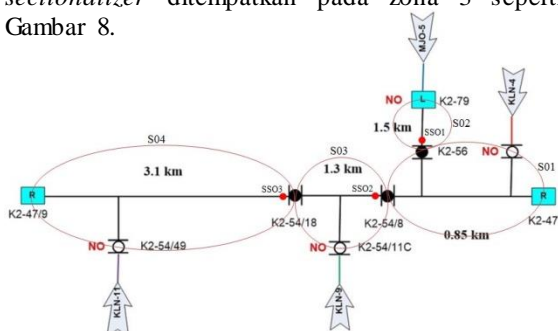 sectionalizer ditempatkan pada zona 3 seperti
Gambar 8.
MJO-5
KLN-4
NO
L
K2-79
1.5 km
SSO1
S02
K2-56
NO
S04
S03
S01
3.1 km
1.3 km
R
SSO3
SSO2
R
K2-47/9
K2-54/18
K2-54/8
K2-47
0.85 km
NO
K2-54/49
NO
K2-54/11C
KLN-11
KLN-9